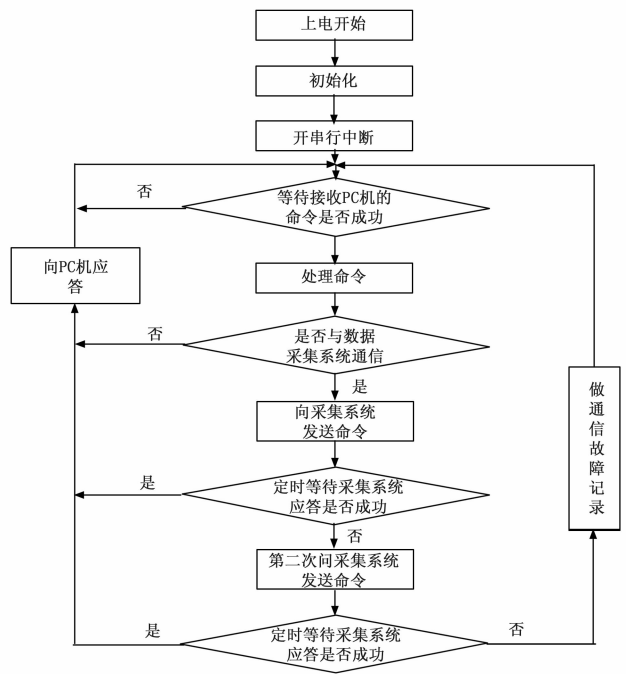 上电开始
初始化
开串行中断
否
等待接收PC机的
命令是否成功
向PC机应
答
处理命令
否
是否与数据
采集系统通信
是
向采集系统
发送命令
做
通
信
故
障
记
录
是
定时等待采集系统
应答是否成功
否
第二次问采集系统
发送命令
是
定时等待采集系统
应答是否成功
否